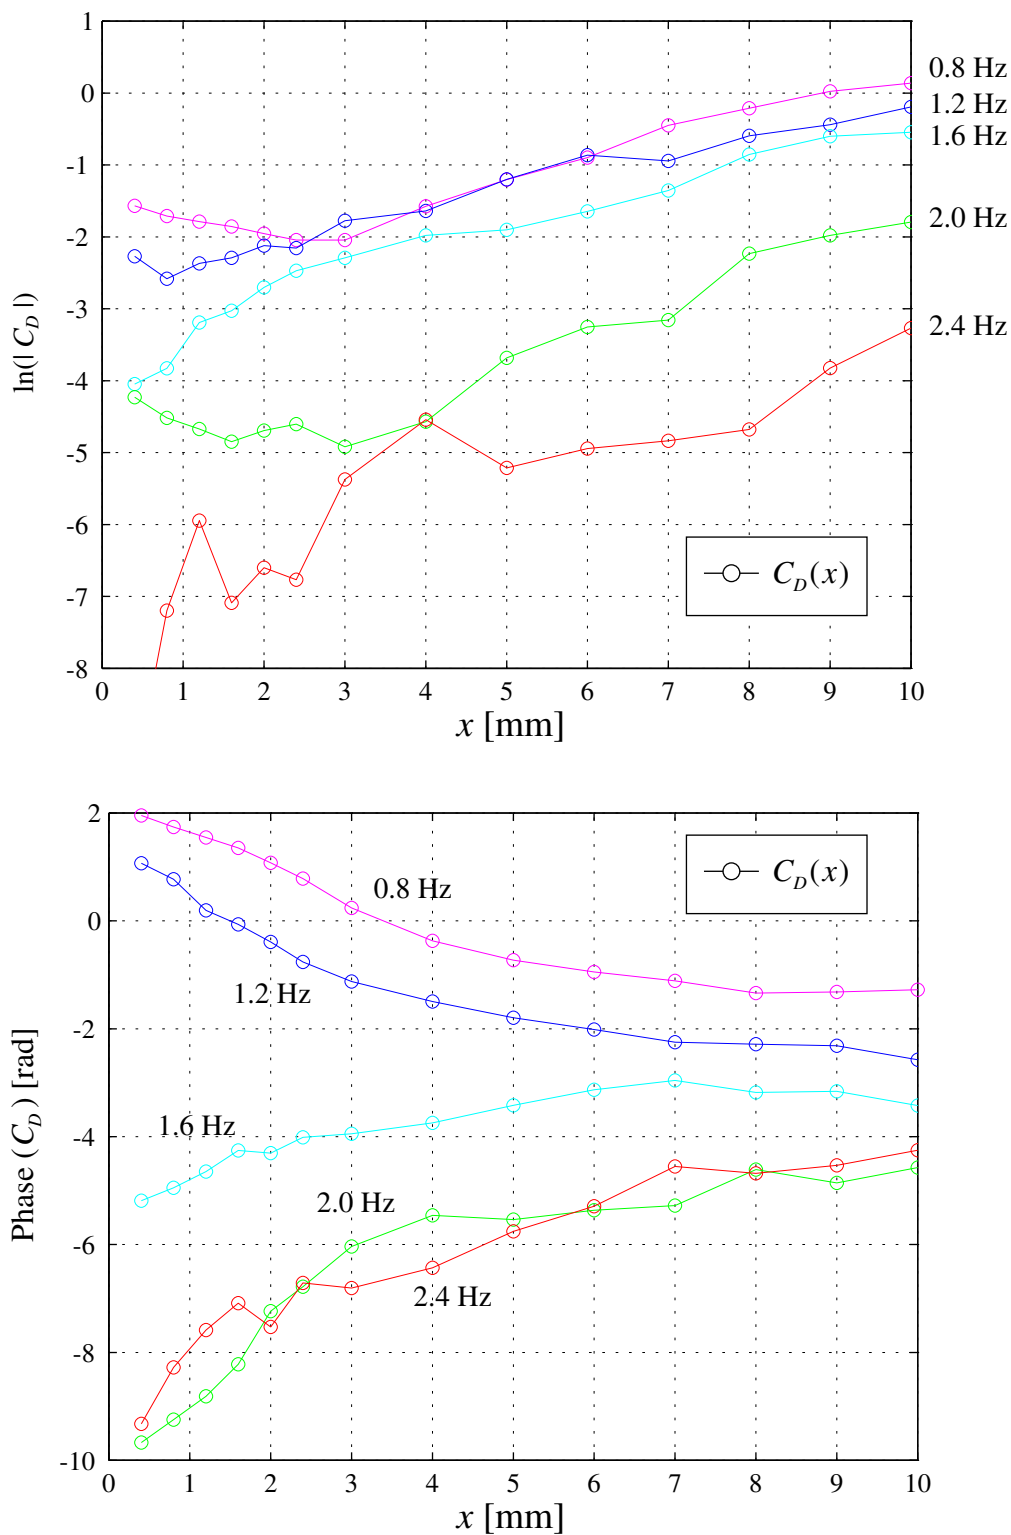 1
0
-1
-2
-3
-4
-5
-6
-7
-8
ln(| C_D |)
0.8 Hz
1.2 Hz
1.6 Hz
2.0 Hz
2.4 Hz
C_D(x)
0 1 2 3 4 5 6 7 8 9 10
x [mm]
2
0
-2
-4
-6
-8
-10
Phase (C_D) [rad]
C_D(x)
0.8 Hz
1.2 Hz
1.6 Hz
2.0 Hz
2.4 Hz
0 1 2 3 4 5 6 7 8 9 10
x [mm]